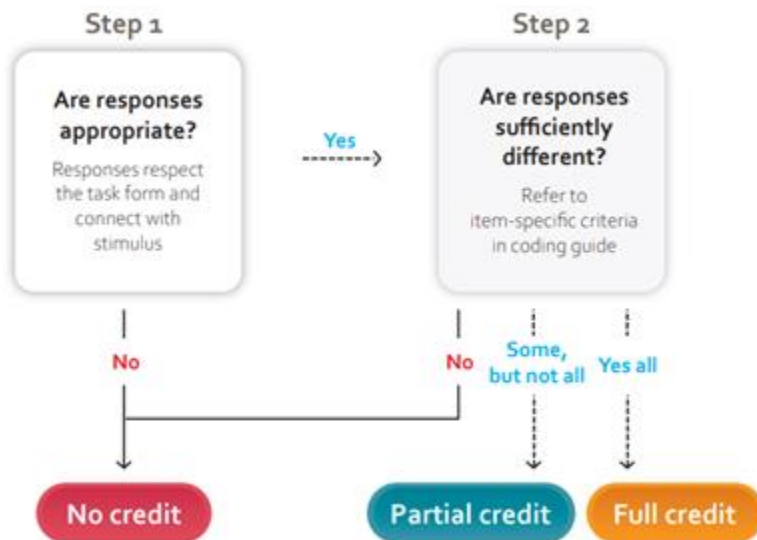 Step 1
Are responses
appropriate?
Responses respect
the task form and
connect with
stimulus
Yes
Step 2
Are responses
sufficiently
different?
Refer to
item-specific criteria
in coding guide
No
No
Some,
but not all
Yes all
No credit
Partial credit
Full credit